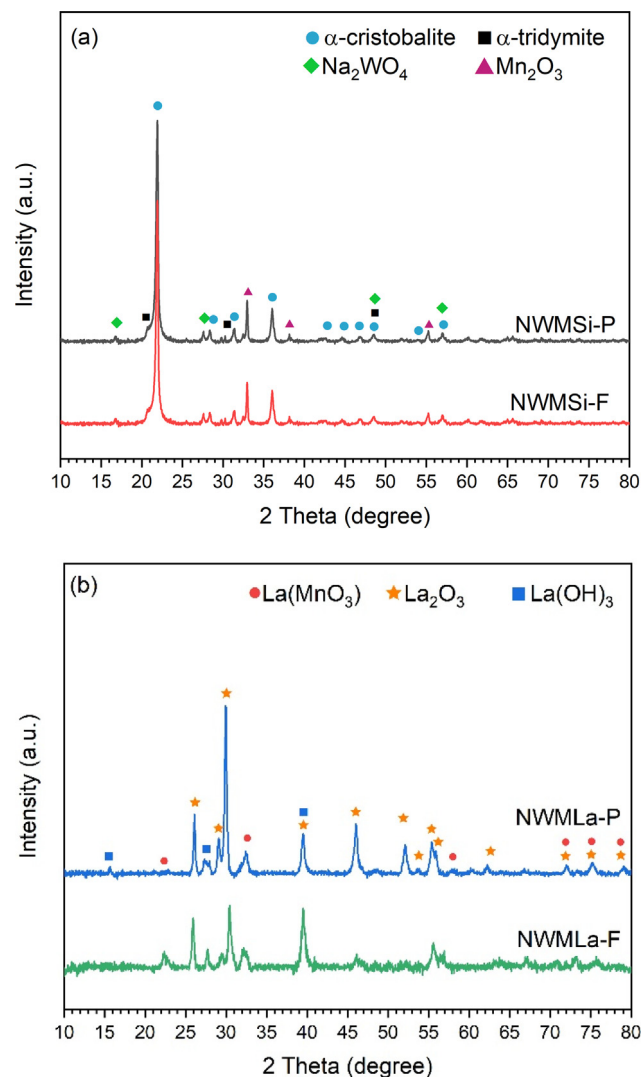 (a)
α-cristobalite
α-tridymite
Na₂WO₄
Mn₂O₃
Intensity (a.u.)
NWMSi-P
NWMSi-F
10 15 20 25 30 35 40 45 50 55 60 65 70 75 80
2 Theta (degree)
(b)
La(MnO₃)
La₂O₃
La(OH)₃
Intensity (a.u.)
NWMLa-P
NWMLa-F
10 15 20 25 30 35 40 45 50 55 60 65 70 75 80
2 Theta (degree)